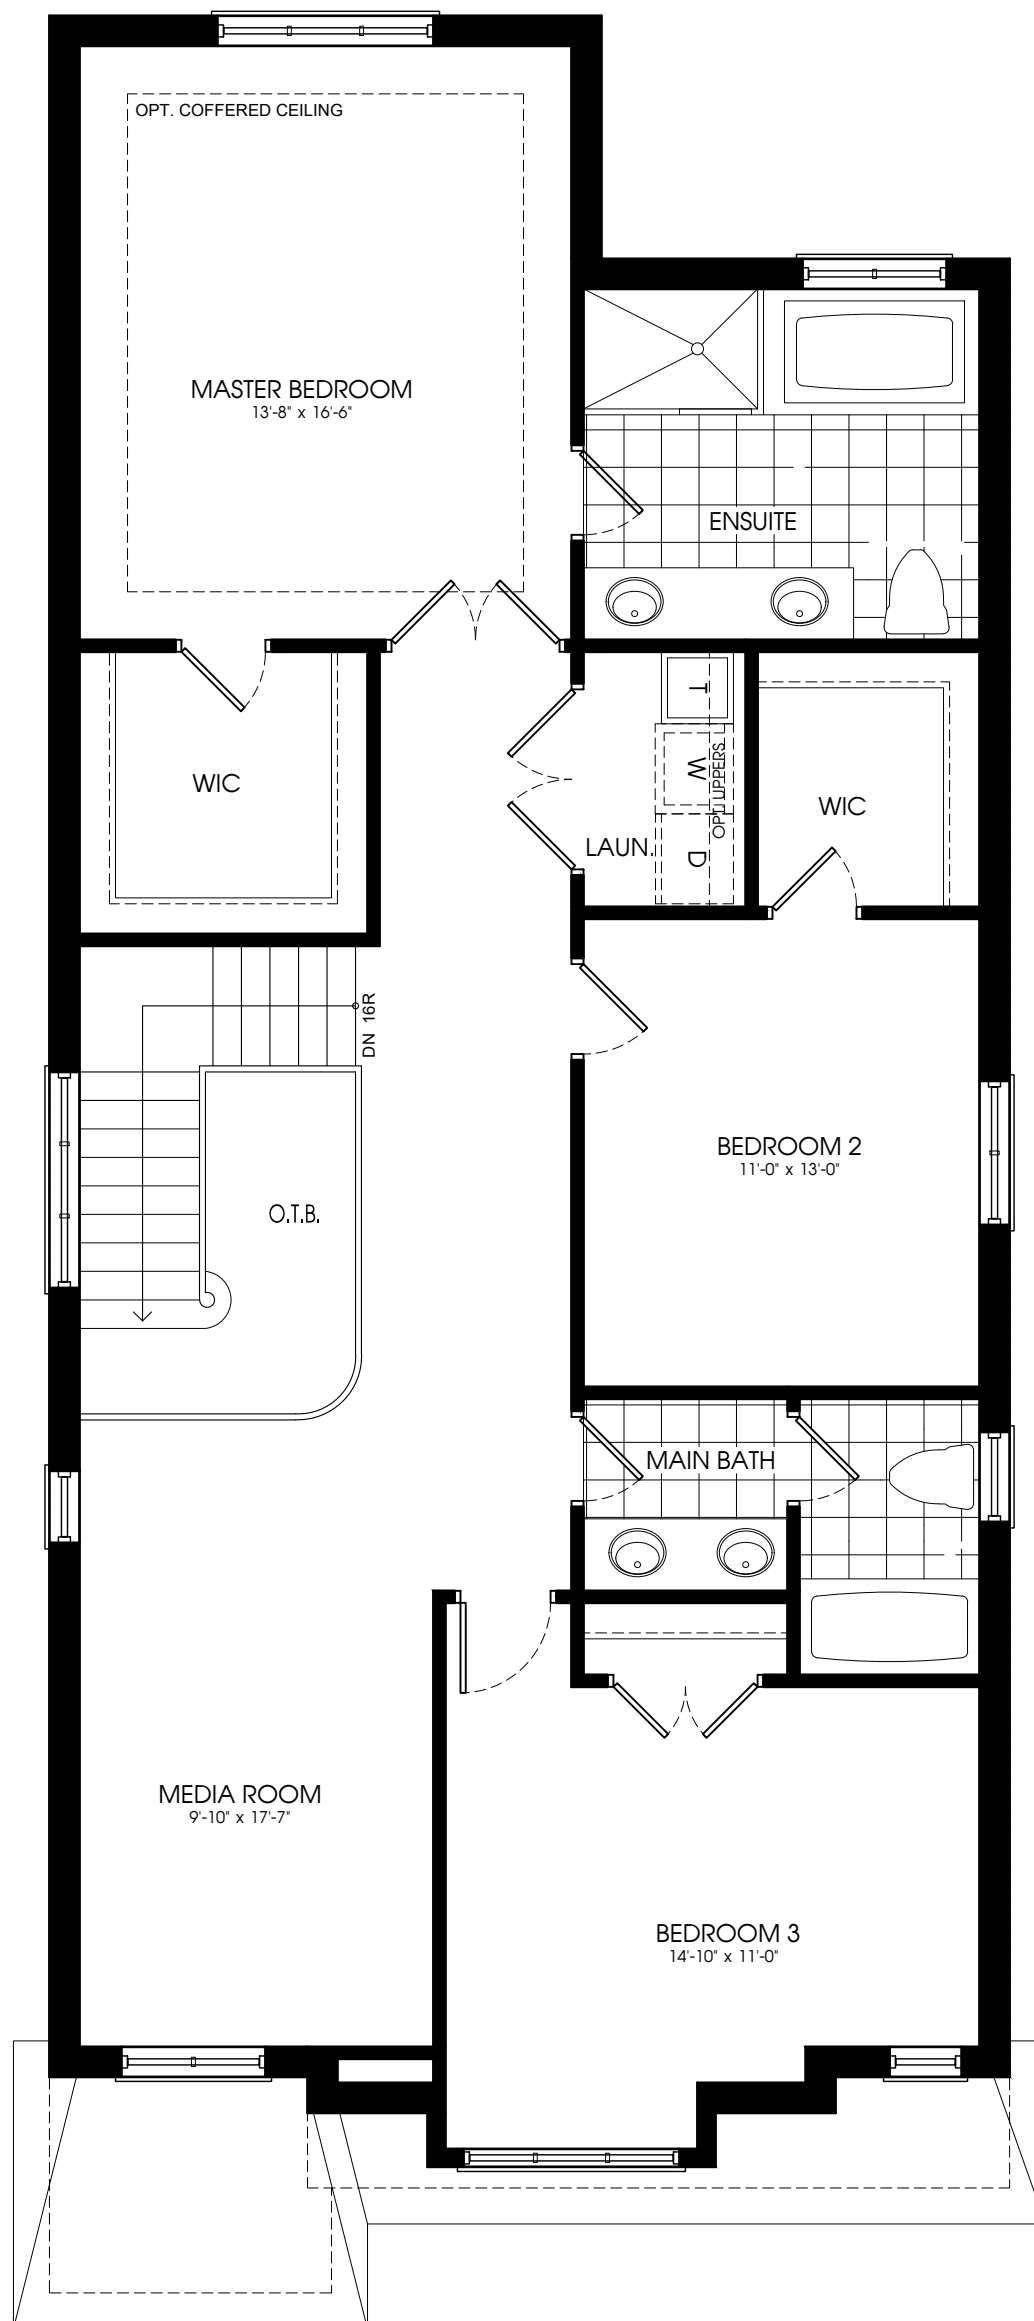 OPT. COFFERED CEILING
MASTER BEDROOM
13'-8" x 16'-6"
ENSUITE
WIC
T
W
D
OPT. UPPERS
LAUN.
WIC
DN 16R
O.T.B.
BEDROOM 2
11'-0" x 13'-0"
MAIN BATH
MEDIA ROOM
9'-10" x 17'-7"
BEDROOM 3
14'-10" x 11'-0"